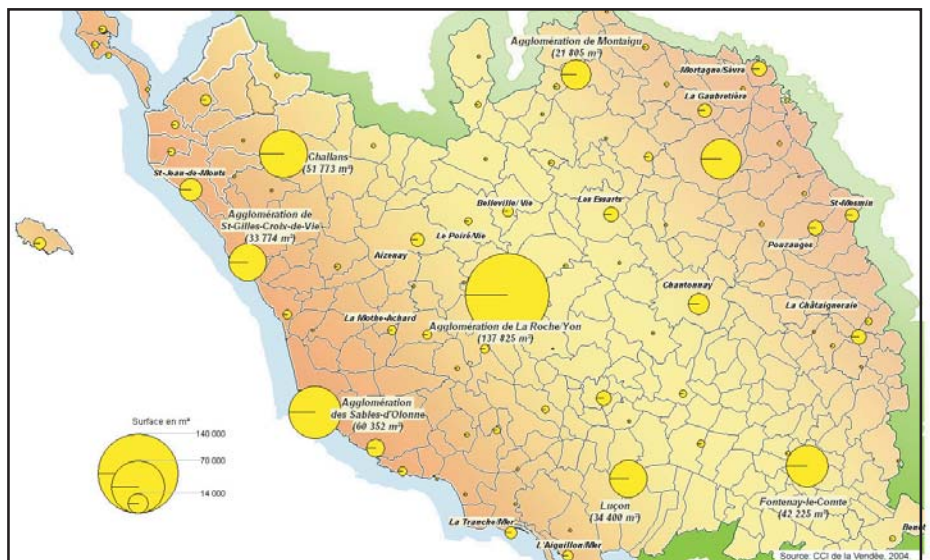 Agglomération de Montaigu
(21 805 m²)
Mortagne/Sèvre
La Gaubretière
Challans
(51 773 m²)
St-Jean-de-Monts
Belleville/Vie
Les Essarts
St-Mesmin
Agglomération de
St-Gilles-Croix-de-Vie
(33 774 m²)
Le Poiré/Vie
Pouzauges
Aizenay
Chantonnay
La Châtaigneraie
La Mothe-Achard
Agglomération de La Roche/Yon
(137 825 m²)
Agglomération
des Sables-d'Olonne
(60 352 m²)
Surface en m²
140 000
70 000
14 000
Luçon
(34 400 m²)
Fontenay-le-Comte
(42 225 m²)
La Tranche/Mer
L'Aiguillon/Mer
Benet
Source: CCI de la Vendée, 2004